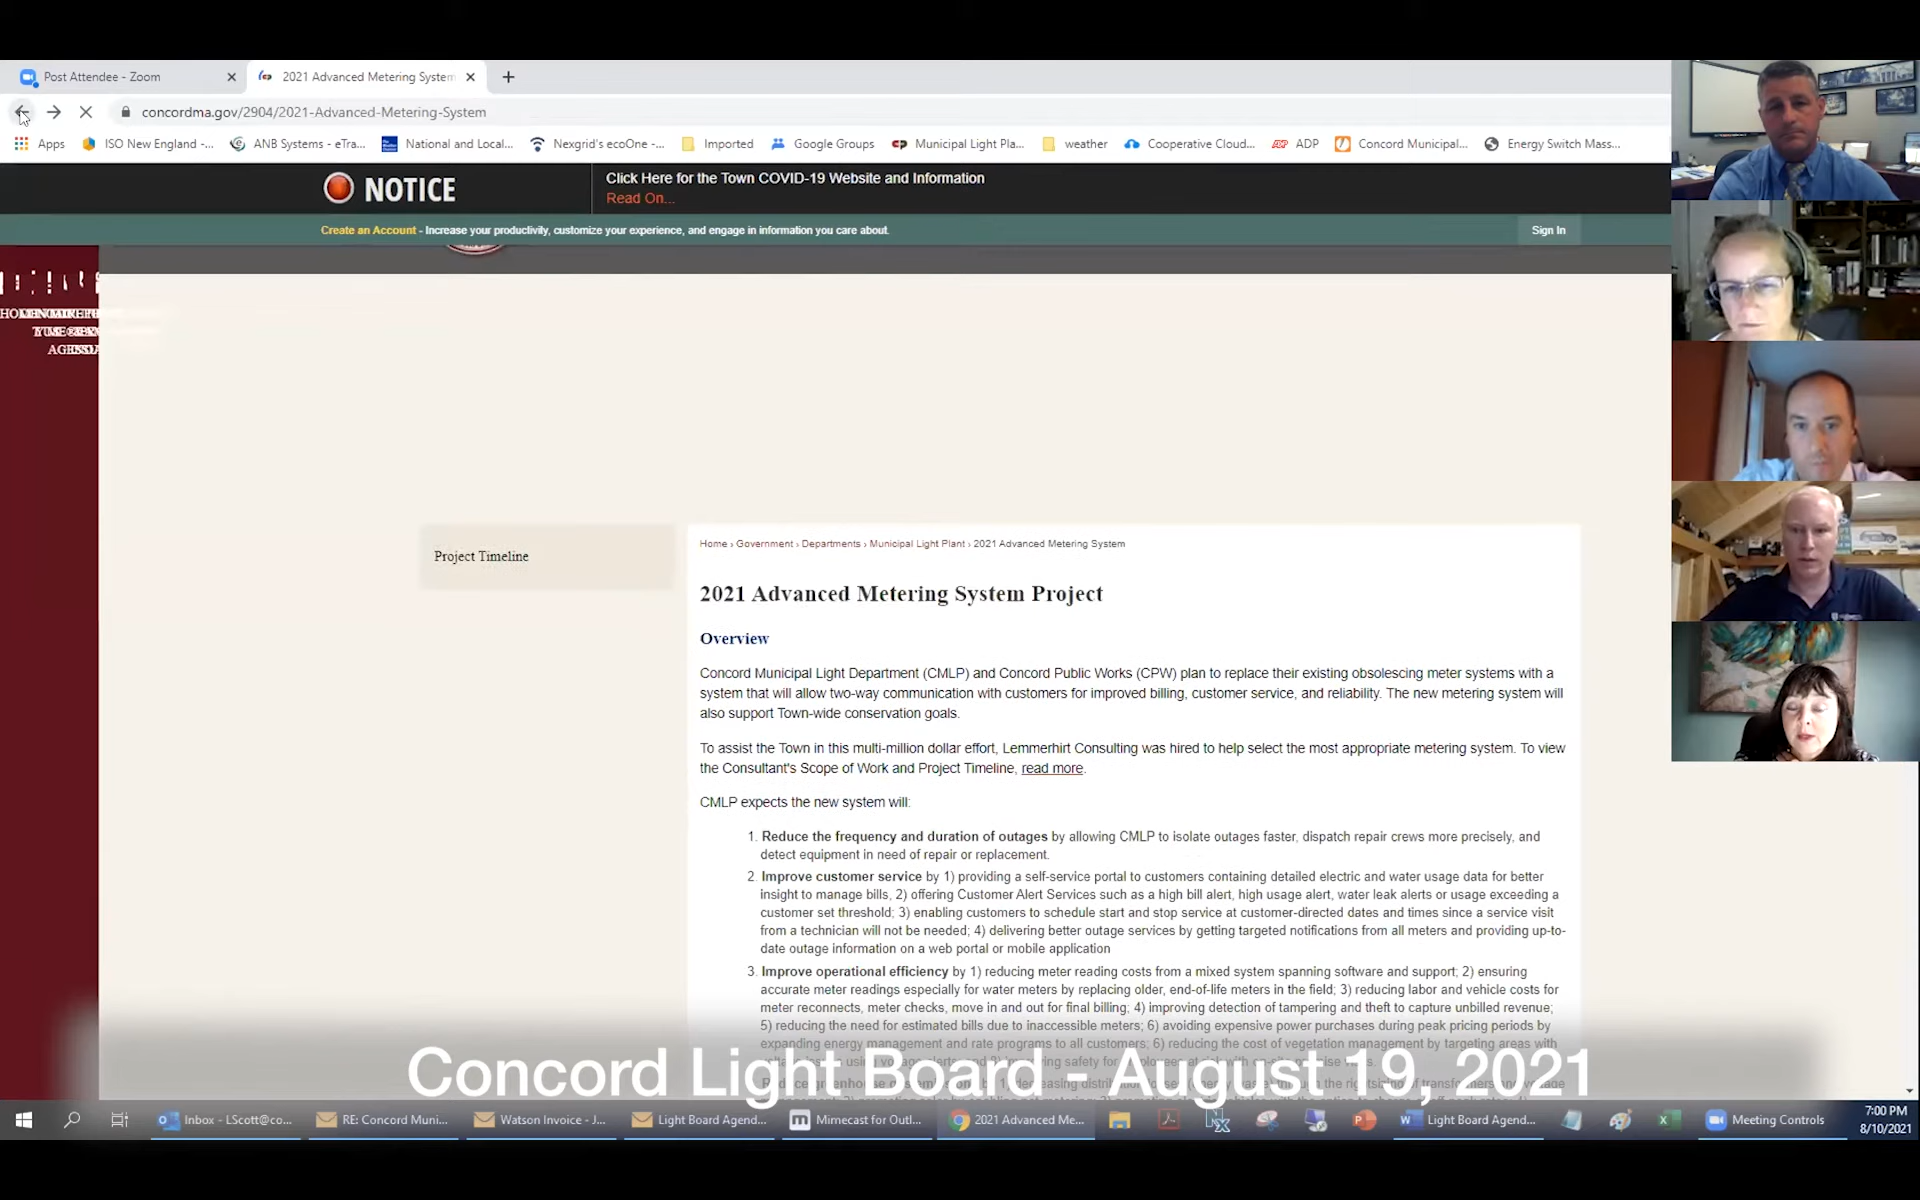 Post Attendee - Zoom
2021 Advanced Metering System
concordma.gov/2904/2021-Advanced-Metering-System
Apps
ISO New England -...
ANB Systems - eTra...
National and Local...
Nexgrid's ecoOne -...
Imported
Google Groups
Municipal Light Pla...
weather
Cooperative Cloud...
ADP
Concord Municipal...
Energy Switch Mass...
NOTICE
Click Here for the Town COVID-19 Website and Information
Read On...
Create an Account - Increase your productivity, customize your experience, and engage in information you care about.
Sign In
Project Timeline
Home › Government › Departments › Municipal Light Plant › 2021 Advanced Metering System
2021 Advanced Metering System Project
Overview
Concord Municipal Light Department (CMLP) and Concord Public Works (CPW) plan to replace their existing obsolescing meter systems with a
system that will allow two-way communication with customers for improved billing, customer service, and reliability. The new metering system will
also support Town-wide conservation goals.
To assist the Town in this multi-million dollar effort, Lemmerhirt Consulting was hired to help select the most appropriate metering system. To view
the Consultant's Scope of Work and Project Timeline, read more.
CMLP expects the new system will:
1. Reduce the frequency and duration of outages by allowing CMLP to isolate outages faster, dispatch repair crews more precisely, and
detect equipment in need of repair or replacement.
2. Improve customer service by 1) providing a self-service portal to customers containing detailed electric and water usage data for better
insight to manage bills, 2) offering Customer Alert Services such as a high bill alert, high usage alert, water leak alerts or usage exceeding a
customer set threshold; 3) enabling customers to schedule start and stop service at customer-directed dates and times since a service visit
from a technician will not be needed; 4) delivering better outage services by getting targeted notifications from all meters and providing up-to-
date outage information on a web portal or mobile application
3. Improve operational efficiency by 1) reducing meter reading costs from a mixed system spanning software and support; 2) ensuring
accurate meter readings especially for water meters by replacing older, end-of-life meters in the field; 3) reducing labor and vehicle costs for
meter reconnects, meter checks, move in and out for final billing; 4) improving detection of tampering and theft to capture unbilled revenue;
5) reducing the need for estimated bills due to inaccessible meters; 6) avoiding expensive power purchases during peak pricing periods by
expanding energy management and rate programs to all customers; 6) reducing the cost of vegetation management by targeting areas with
Concord Light Board - August 19, 2021
Inbox - LScott@co...
RE: Concord Muni...
Watson Invoice - J...
Light Board Agend...
Mimecast for Outl...
2021 Advanced Me...
Light Board Agend...
Meeting Controls
7:00 PM
8/10/2021